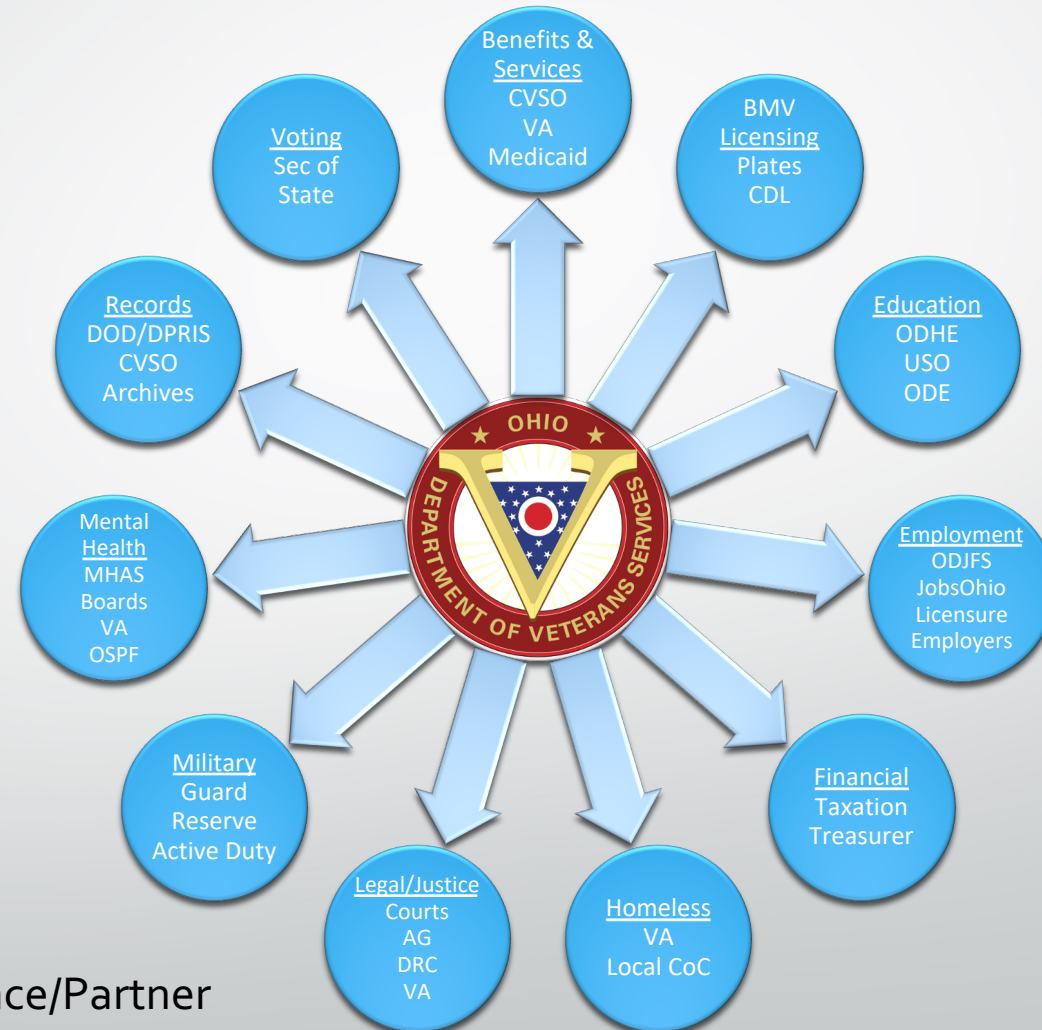 Benefits &
Services
CVSO
VA
Medicaid
BMV
Licensing
Plates
CDL
Education
ODHE
USO
ODE
Employment
ODJFS
JobsOhio
Licensure
Employers
Financial
Taxation
Treasurer
Homeless
VA
Local CoC
Legal/Justice
Courts
AG
DRC
VA
Military
Guard
Reserve
Active Duty
Mental
Health
MHAS
Boards
VA
OSPF
Records
DOD/DPRIS
CVSO
Archives
Voting
Sec of
State
OHIO
DEPARTMENT OF VETERANS SERVICES
/Partner